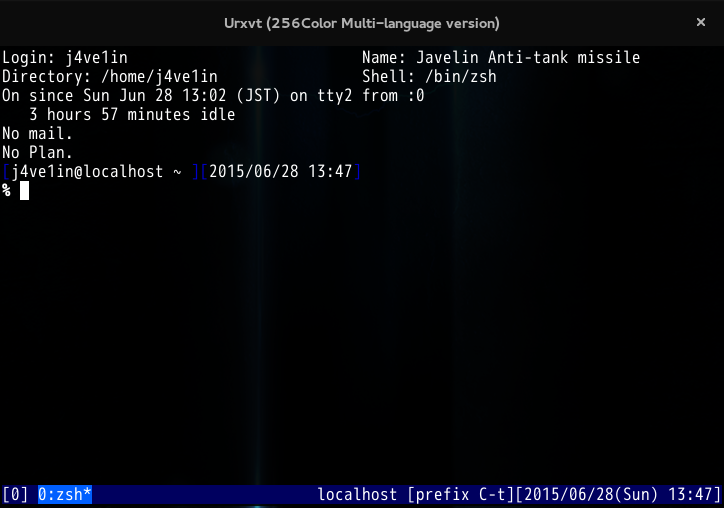 Urxvt (256Color Multi-language version) ×
Login: j4ve1in Name: Javelin Anti-tank missile
Directory: /home/j4ve1in Shell: /bin/zsh
On since Sun Jun 28 13:02 (JST) on tty2 from :0
3 hours 57 minutes idle
No mail.
No Plan.
[j4ve1in@localhost ~ ][2015/06/28 13:47]
%
[0] 0:zsh* localhost [prefix C-t][2015/06/28(Sun) 13:47]